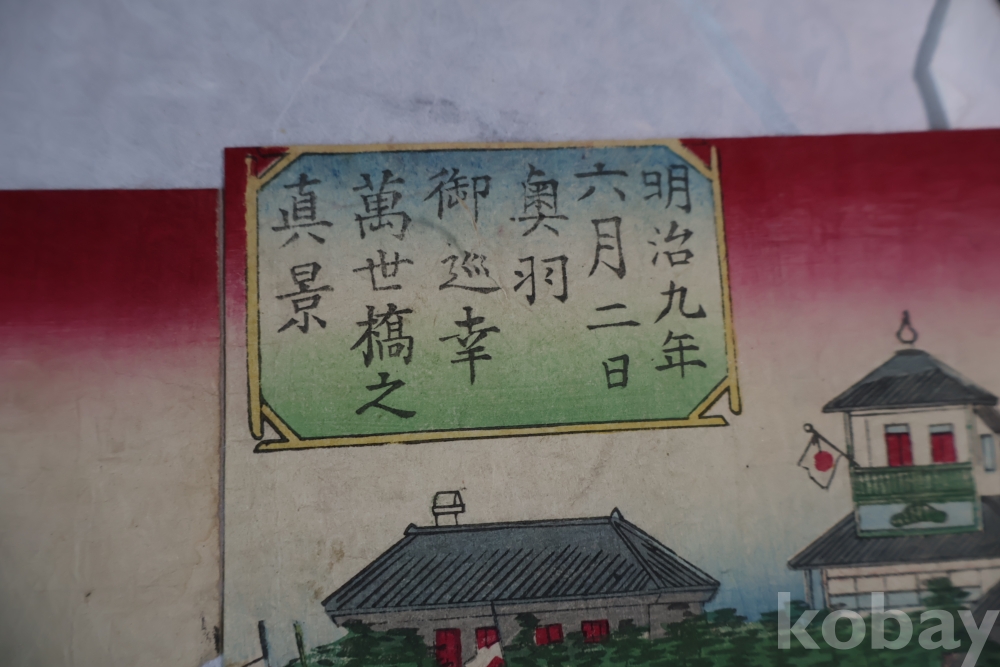 明治九年
六月二日
奥羽
御巡幸
萬世橋之
真景
kobay